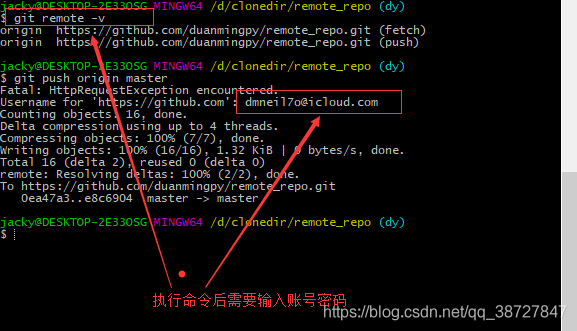 jacky@DESKTOP-2E33OSG MINGW64 /d/clonedir/remote_repo (dy)
$ git remote -v
origin  https://github.com/duanmingpy/remote_repo.git (fetch)
origin  https://github.com/duanmingpy/remote_repo.git (push)
jacky@DESKTOP-2E33OSG MINGW64 /d/clonedir/remote_repo (dy)
$ git push origin master
Fatal: HttpRequestException encountered.
Username for 'https://github.com': dmneil7o@icloud.com
Counting objects: 16, done.
Delta compression using up to 4 threads.
Compressing objects: 100% (7/7), done.
Writing objects: 100% (16/16), 1.32 KiB | 0 bytes/s, done.
Total 16 (delta 2), reused 0 (delta 0)
remote: Resolving deltas: 100% (2/2), done.
To https://github.com/duanmingpy/remote_repo.git
   0ea47a3..e8c6904  master -> master
jacky@DESKTOP-2E33OSG MINGW64 /d/clonedir/remote_repo (dy)
$
执行命令后需要输入账号密码
https://blog.csdn.net/qq_38727847